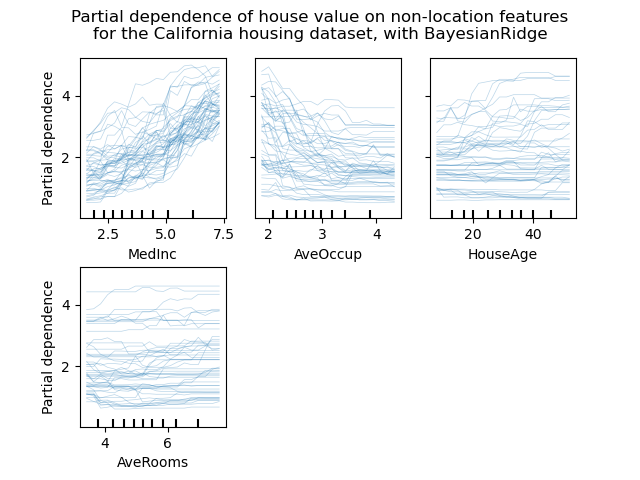 Partial dependence of house value on non-location features
for the California housing dataset, with BayesianRidge
Partial dependence
4
2
2.5 5.0 7.5
MedInc
2 3 4
AveOccup
20 40
HouseAge
Partial dependence
4
2
4 6
AveRooms